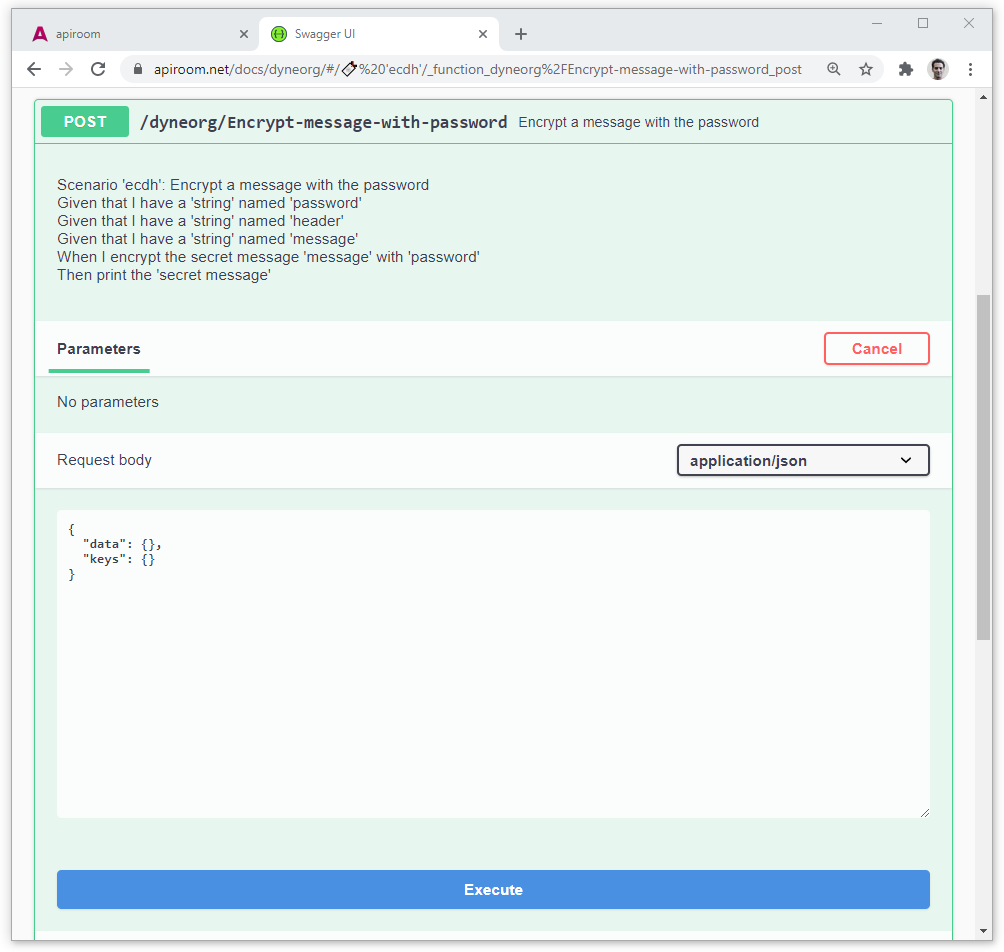 apiroom
Swagger UI
apiroom.net/docs/dyneorg/#/🔖%20'ecdh'/_function_dyneorg%2FEncrypt-message-with-password_post
POST /dyneorg/Encrypt-message-with-password Encrypt a message with the password
Scenario 'ecdh': Encrypt a message with the password
Given that I have a 'string' named 'password'
Given that I have a 'string' named 'header'
Given that I have a 'string' named 'message'
When I encrypt the secret message 'message' with 'password'
Then print the 'secret message'
Parameters Cancel
No parameters
Request body application/json
{
  "data": {},
  "keys": {}
}
Execute